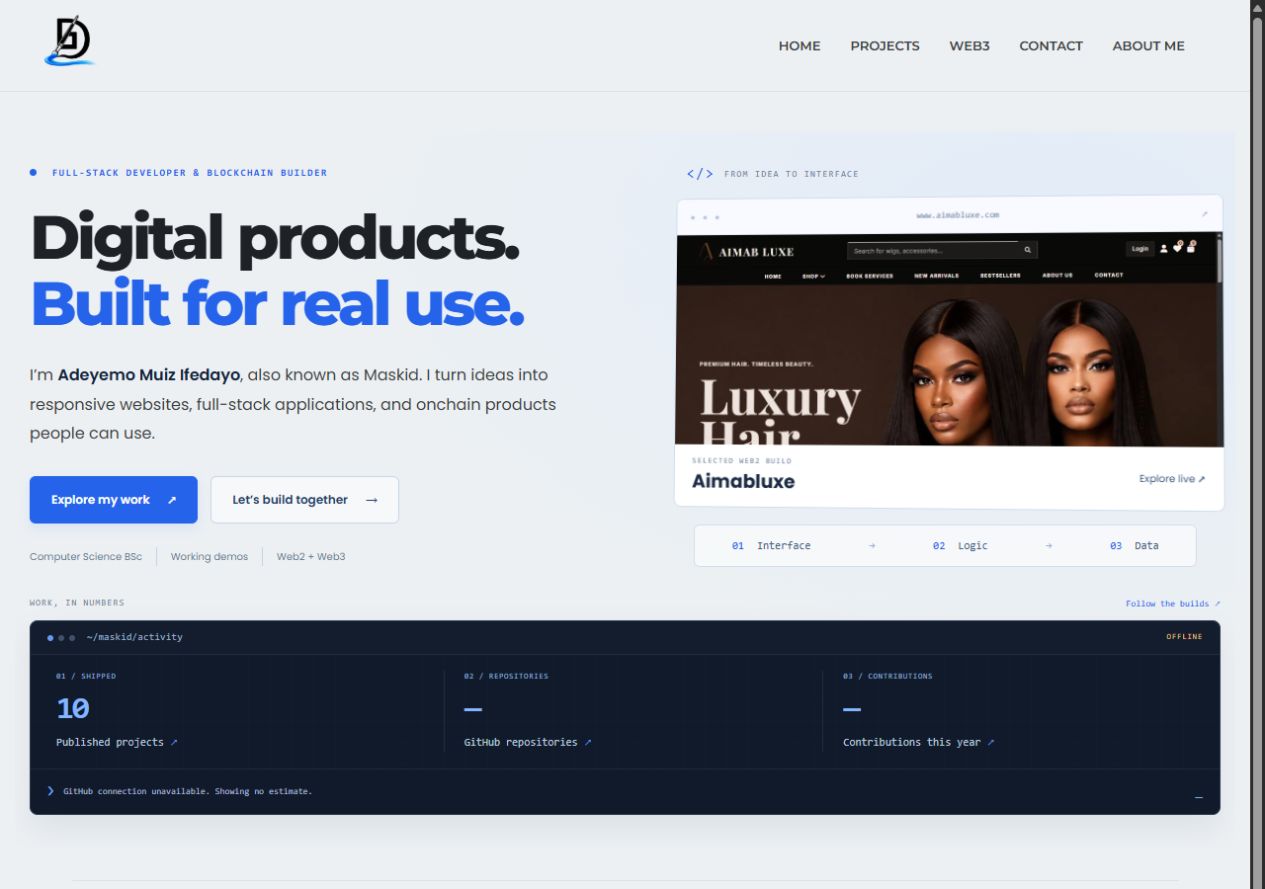 HOME PROJECTS WEB3 CONTACT ABOUT ME
FULL-STACK DEVELOPER & BLOCKCHAIN BUILDER
Digital products.
Built for real use.
I’m Adeyemo Muiz Ifedayo, also known as Maskid. I turn ideas into
responsive websites, full-stack applications, and onchain products
people can use.
Explore my work ↗
Let’s build together →
Computer Science BSc
Working demos
Web2 + Web3
</> FROM IDEA TO INTERFACE
www.aimabluxe.com ↗
AIMAB LUXE
Search for wigs, accessories...
Login
HOME SHOP BOOK SERVICES NEW ARRIVALS BESTSELLERS ABOUT US CONTACT
PREMIUM HAIR. TIMELESS BEAUTY.
Luxury
Hair
SELECTED WEB2 BUILD
Aimabluxe
Explore live ↗
01 Interface → 02 Logic → 03 Data
WORK, IN NUMBERS
Follow the builds ↗
~/maskid/activity
OFFLINE
01 / SHIPPED
10
Published projects ↗
02 / REPOSITORIES
—
GitHub repositories ↗
03 / CONTRIBUTIONS
—
Contributions this year ↗
❯ GitHub connection unavailable. Showing no estimate.
_